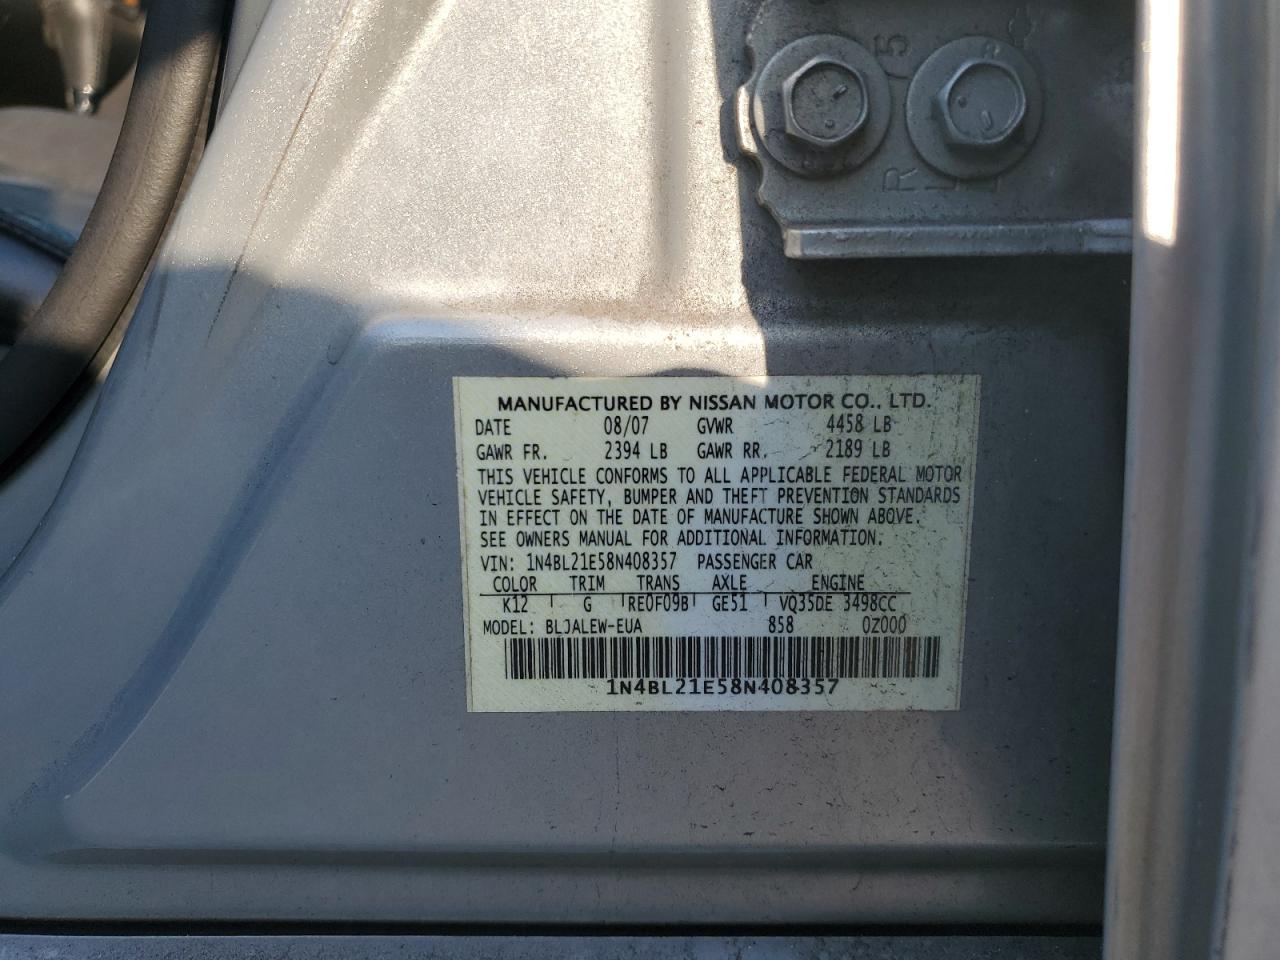 5
R
MANUFACTURED BY NISSAN MOTOR CO., LTD.
DATE 08/07 GVWR 4458 LB
GAWR FR. 2394 LB GAWR RR. 2189 LB
THIS VEHICLE CONFORMS TO ALL APPLICABLE FEDERAL MOTOR
VEHICLE SAFETY, BUMPER AND THEFT PREVENTION STANDARDS
IN EFFECT ON THE DATE OF MANUFACTURE SHOWN ABOVE.
SEE OWNERS MANUAL FOR ADDITIONAL INFORMATION.
VIN: 1N4BL21E58N408357 PASSENGER CAR
COLOR TRIM TRANS AXLE ENGINE
K12 G RE0F09B GE51 VQ35DE 3498CC
MODEL: BLJALEW-EUA 858 0Z000
1N4BL21E58N408357